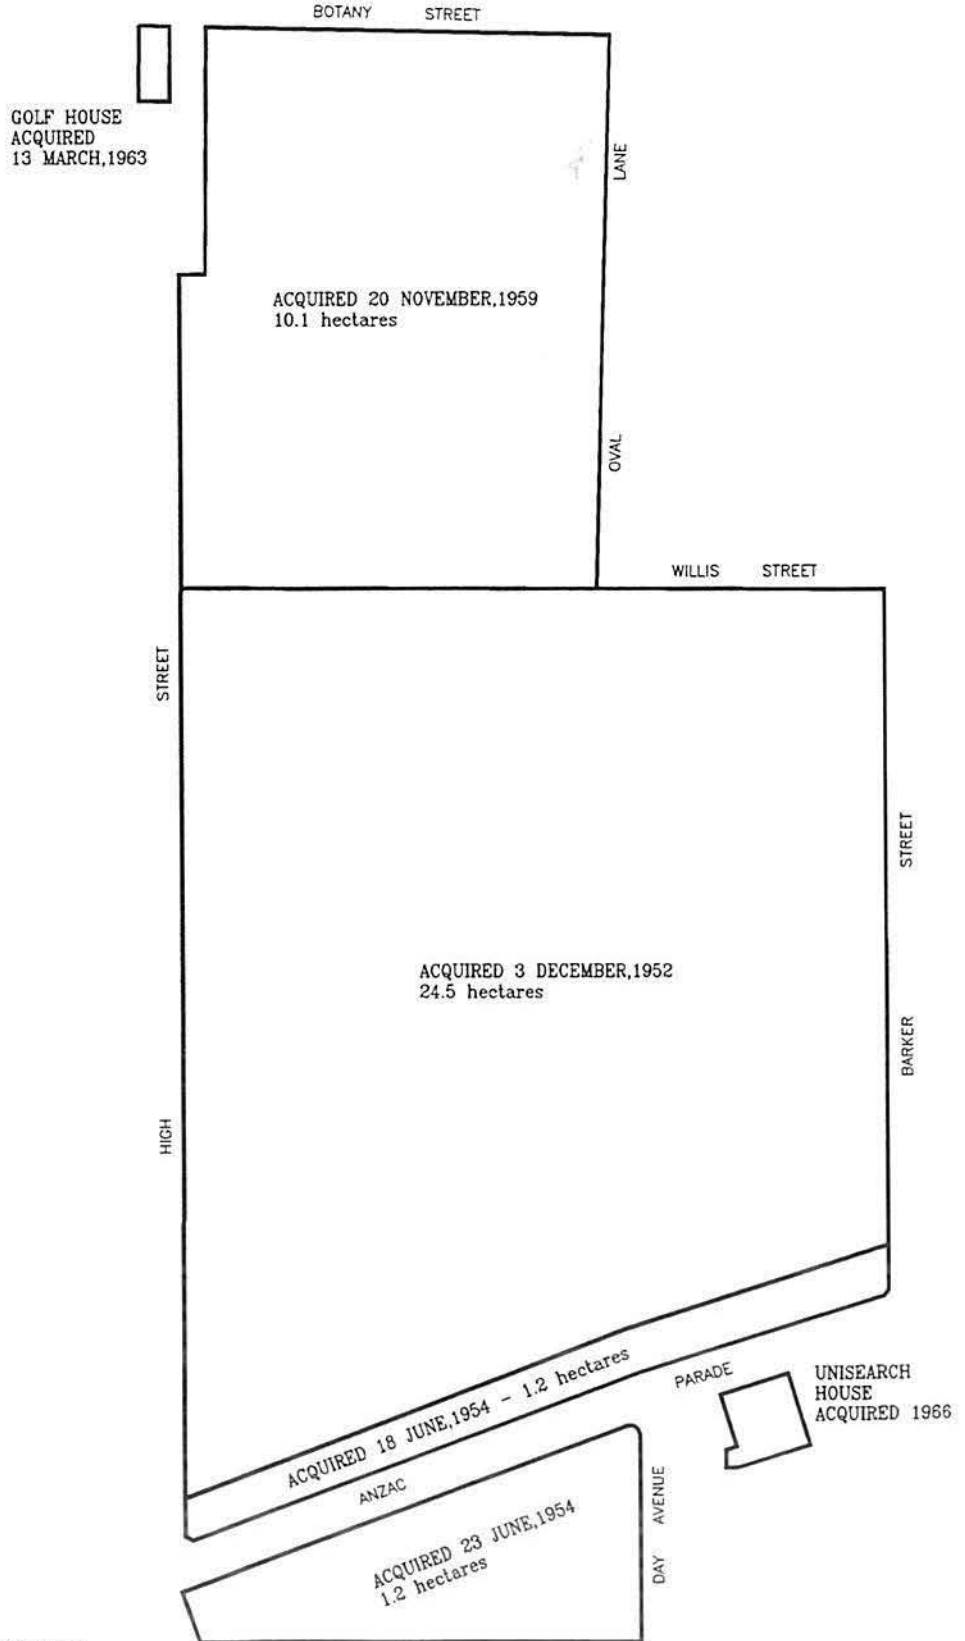 BOTANY STREET
GOLF HOUSE
ACQUIRED
13 MARCH,1963
LANE
ACQUIRED 20 NOVEMBER,1959
10.1 hectares
OVAL
WILLIS STREET
STREET
STREET
ACQUIRED 3 DECEMBER,1952
24.5 hectares
BARKER
HIGH
ACQUIRED 18 JUNE,1954 - 1.2 hectares
PARADE
UNISEARCH
HOUSE
ACQUIRED 1966
ANZAC
DAY AVENUE
ACQUIRED 23 JUNE,1954
1.2 hectares